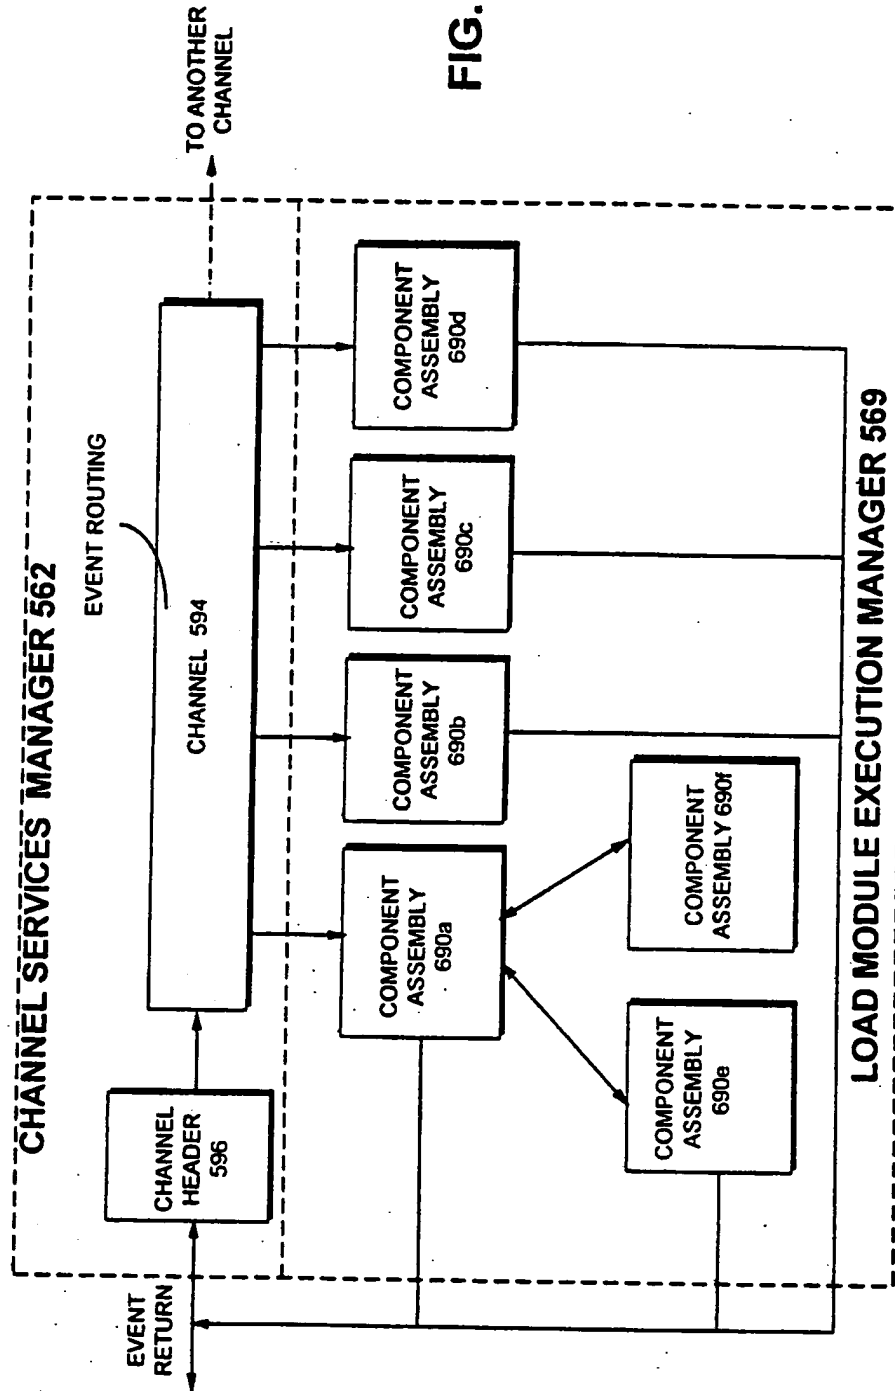 CHANNEL SERVICES MANAGER 562
EVENT ROUTING
TO ANOTHER
CHANNEL
FIG.
EVENT
RETURN
CHANNEL
HEADER
596
CHANNEL 594
COMPONENT
ASSEMBLY
690a
COMPONENT
ASSEMBLY
690b
COMPONENT
ASSEMBLY
690c
COMPONENT
ASSEMBLY
690d
COMPONENT
ASSEMBLY
690e
COMPONENT
ASSEMBLY 690f
LOAD MODULE EXECUTION MANAGER 569